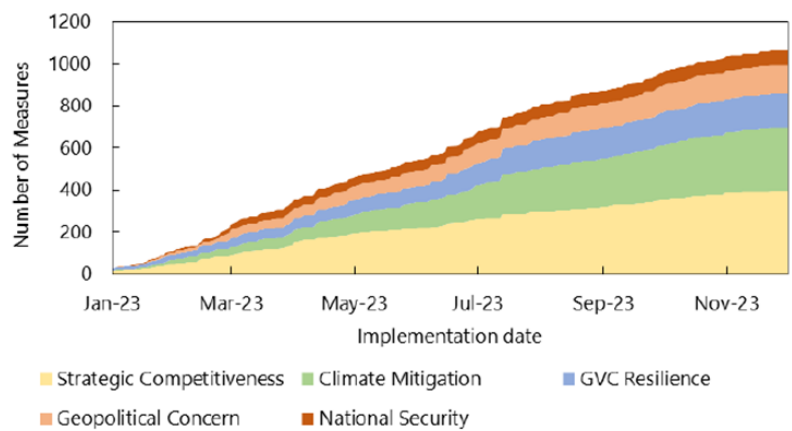 1200
1000
800
600
400
200
0
Number of Measures
Jan-23 Mar-23 May-23 Jul-23 Sep-23 Nov-23
Implementation date
Strategic Competitiveness Climate Mitigation GVC Resilience
Geopolitical Concern National Security